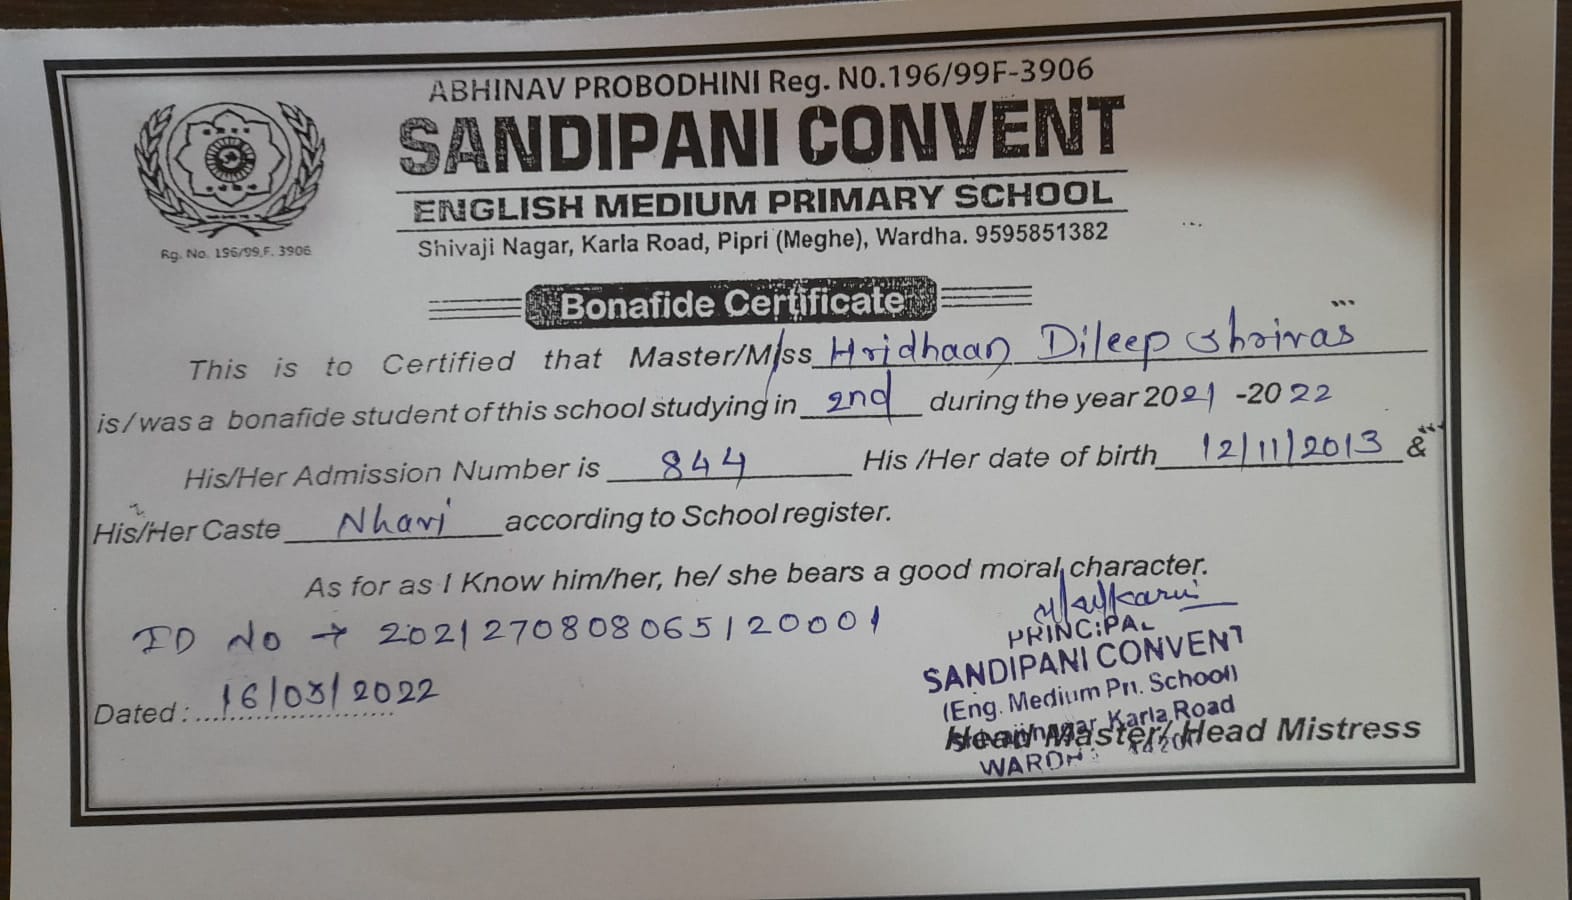 ABHINAV PROBODHINI Reg. NO.196/99F-3906
SANDIPANI CONVENT
ENGLISH MEDIUM PRIMARY SCHOOL
Shivaji Nagar, Karla Road, Pipri (Meghe), Wardha. 9595851382
Rg. No. 196/99,F. 3906
Bonafide Certificate
This is to Certified that Master/Miss Hridhaan Dileep Shrivas
is/was a bonafide student of this school studying in 2nd during the year 2021 -2022
His/Her Admission Number is 844 His /Her date of birth 12/11/2013 &
His/Her Caste Nhavi according to School register.
As for as I Know him/her, he/ she bears a good moral character.
ID No → 2021270808065120001
PRINCIPAL
SANDIPANI CONVENT
(Eng. Medium Pri. School)
Karla Road
Dated : 16/03/2022
Head Master/ Head Mistress